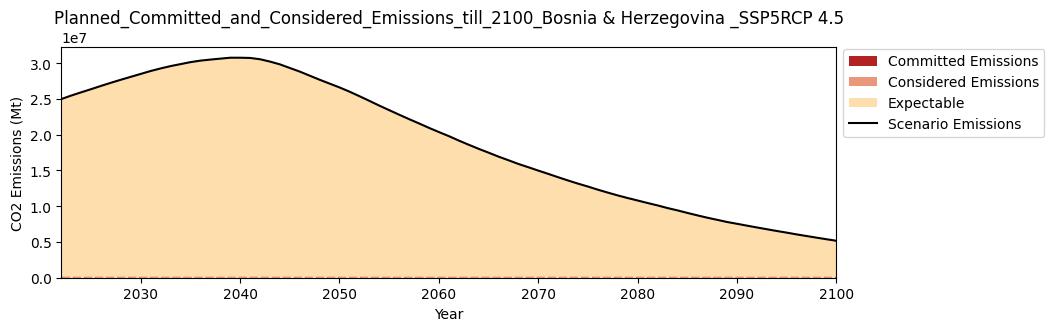 Planned_Committed_and_Considered_Emissions_till_2100_Bosnia & Herzegovina _SSP5RCP 4.5
1e7
3.0
2.5
2.0
1.5
1.0
0.5
0.0
CO2 Emissions (Mt)
2030 2040 2050 2060 2070 2080 2090 2100
Year
Committed Emissions
Considered Emissions
Expectable
Scenario Emissions